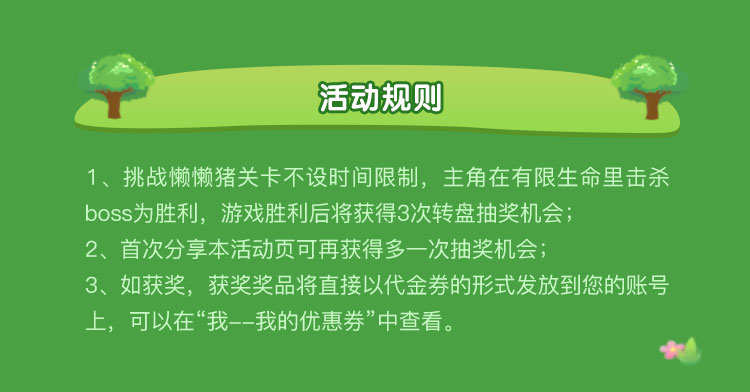 活动规则
1、挑战懒懒猪关卡不设时间限制，主角在有限生命里击杀
boss为胜利，游戏胜利后将获得3次转盘抽奖机会；
2、首次分享本活动页可再获得多一次抽奖机会；
3、如获奖，获奖奖品将直接以代金券的形式发放到您的账号
上，可以在“我--我的优惠券”中查看。